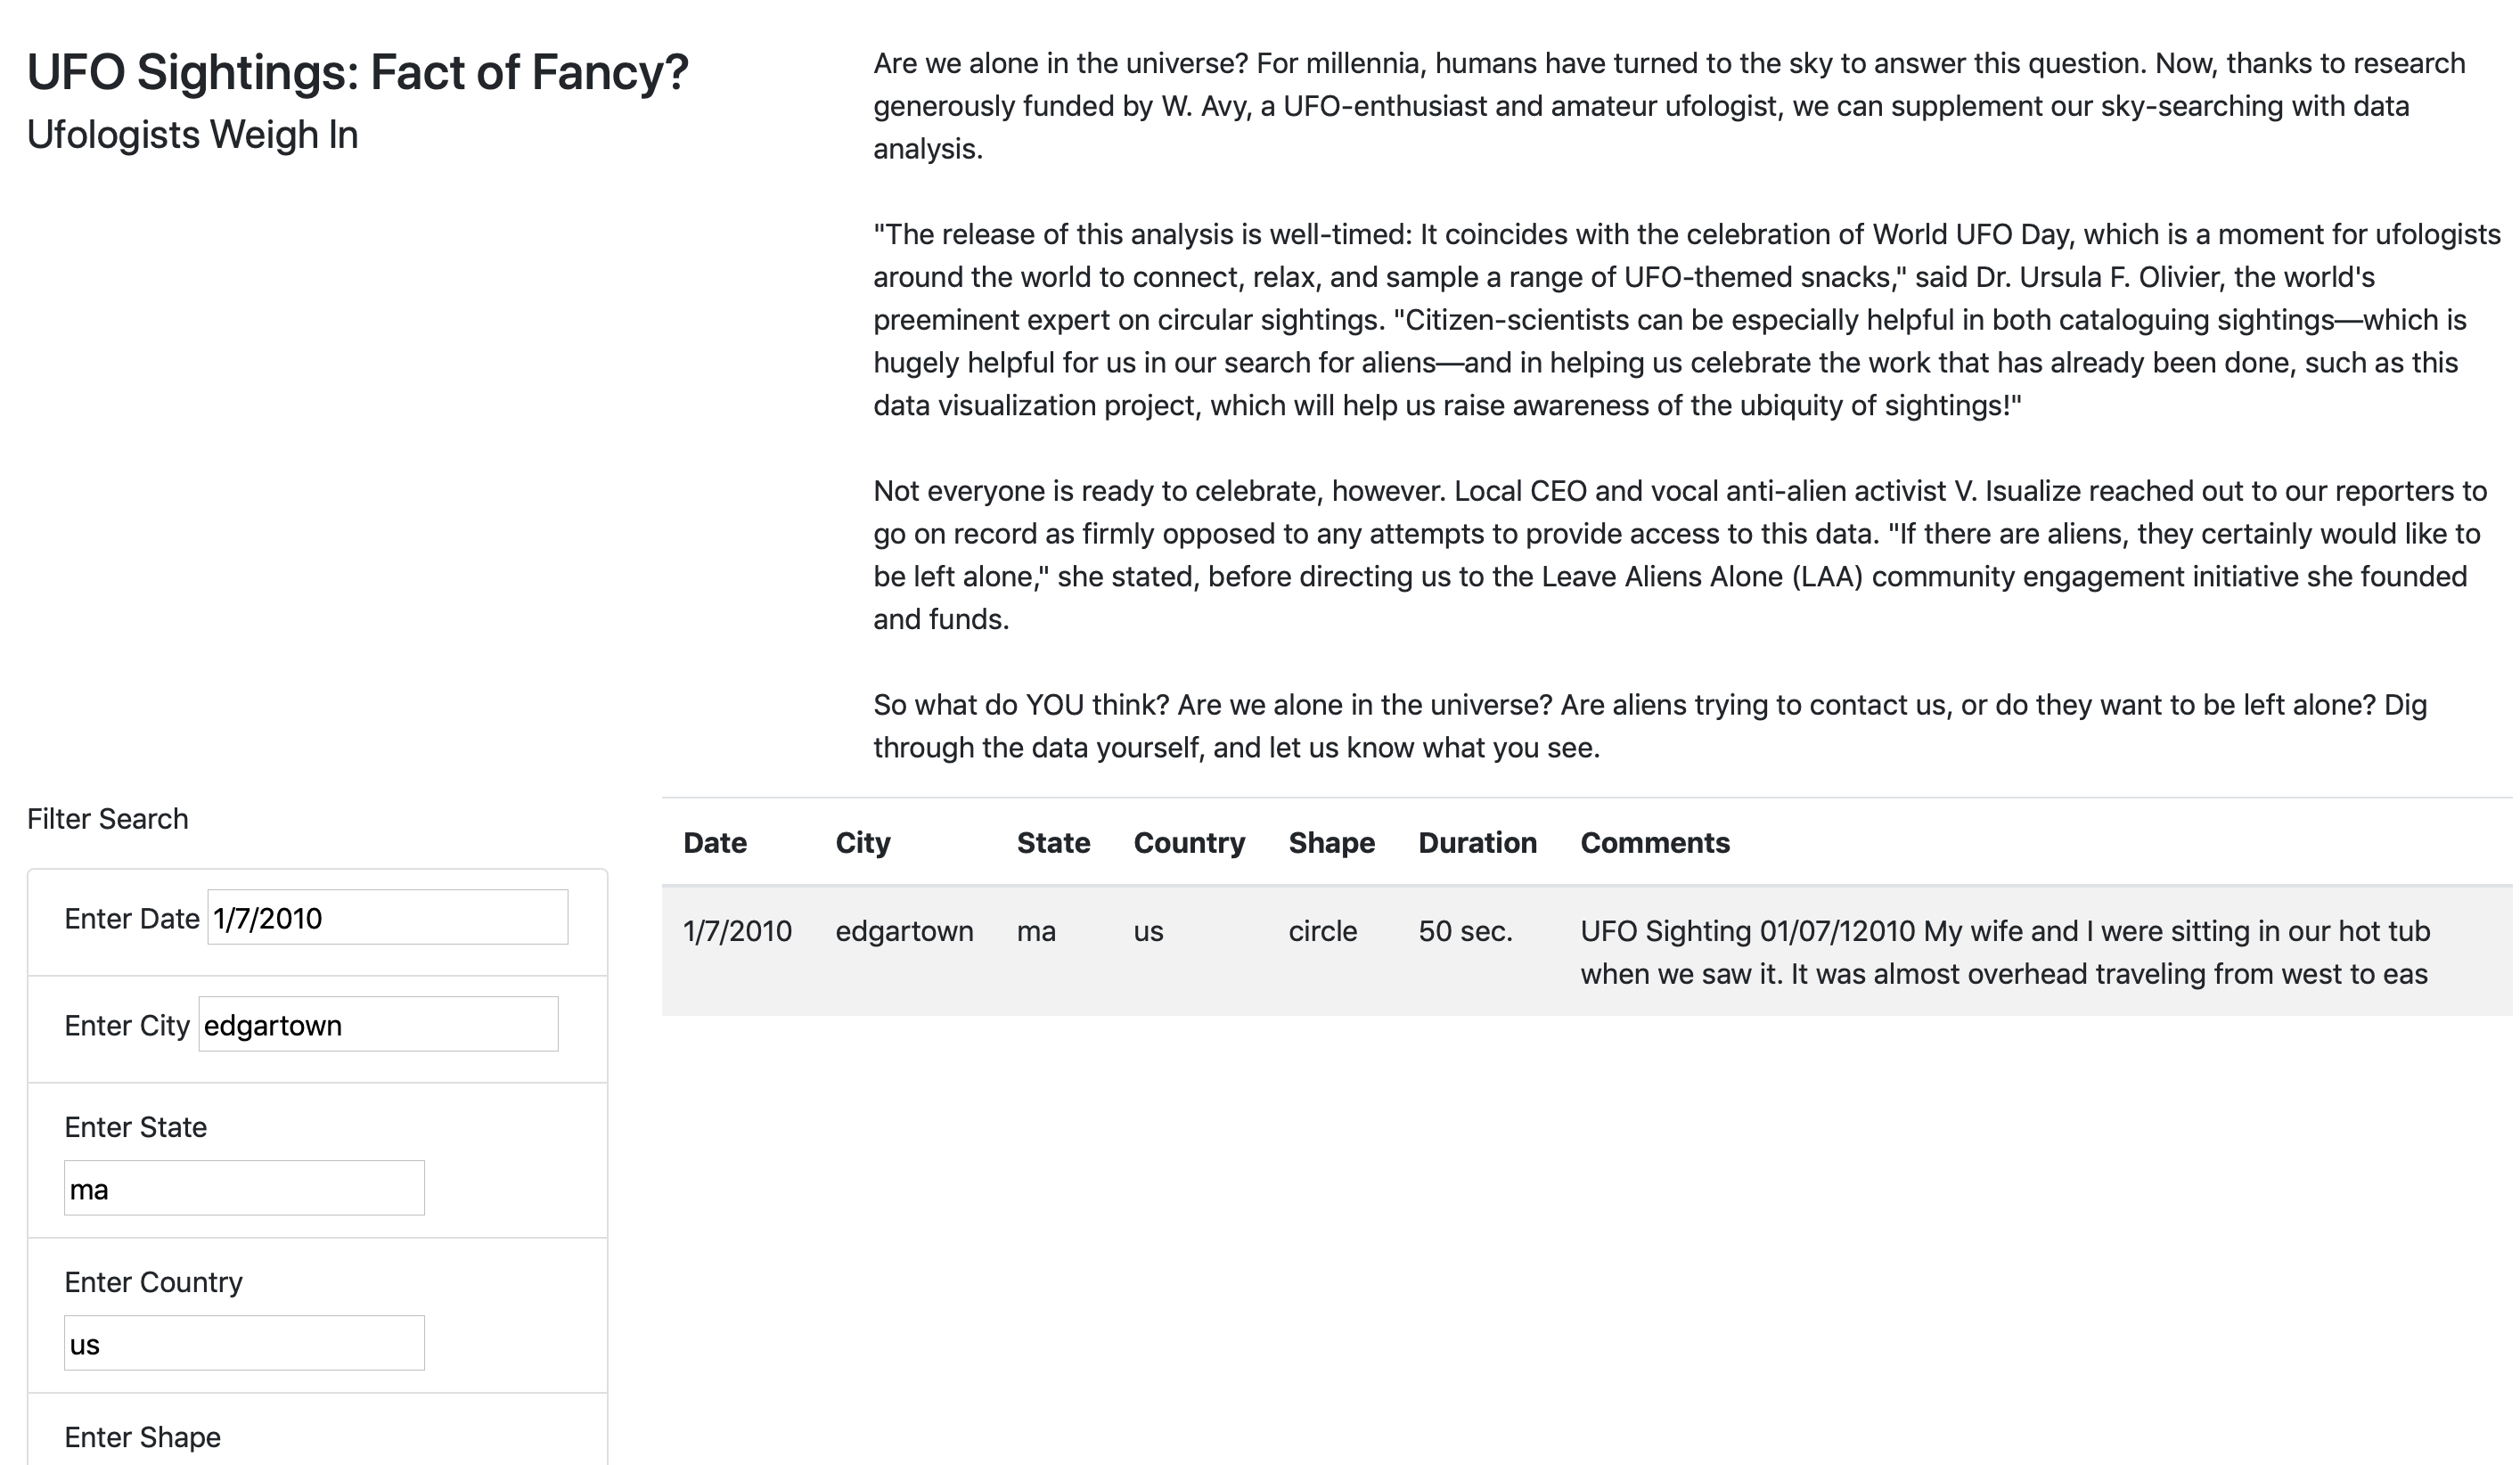 UFO Sightings: Fact of Fancy?
Ufologists Weigh In
Are we alone in the universe? For millennia, humans have turned to the sky to answer this question. Now, thanks to research
generously funded by W. Avy, a UFO-enthusiast and amateur ufologist, we can supplement our sky-searching with data
analysis.
"The release of this analysis is well-timed: It coincides with the celebration of World UFO Day, which is a moment for ufologists
around the world to connect, relax, and sample a range of UFO-themed snacks," said Dr. Ursula F. Olivier, the world's
preeminent expert on circular sightings. "Citizen-scientists can be especially helpful in both cataloguing sightings—which is
hugely helpful for us in our search for aliens—and in helping us celebrate the work that has already been done, such as this
data visualization project, which will help us raise awareness of the ubiquity of sightings!"
Not everyone is ready to celebrate, however. Local CEO and vocal anti-alien activist V. Isualize reached out to our reporters to
go on record as firmly opposed to any attempts to provide access to this data. "If there are aliens, they certainly would like to
be left alone," she stated, before directing us to the Leave Aliens Alone (LAA) community engagement initiative she founded
and funds.
So what do YOU think? Are we alone in the universe? Are aliens trying to contact us, or do they want to be left alone? Dig
through the data yourself, and let us know what you see.
Filter Search
Enter Date 1/7/2010
Enter City edgartown
Enter State
ma
Enter Country
us
Enter Shape
Date City State Country Shape Duration Comments
1/7/2010 edgartown ma us circle 50 sec. UFO Sighting 01/07/12010 My wife and I were sitting in our hot tub
when we saw it. It was almost overhead traveling from west to eas